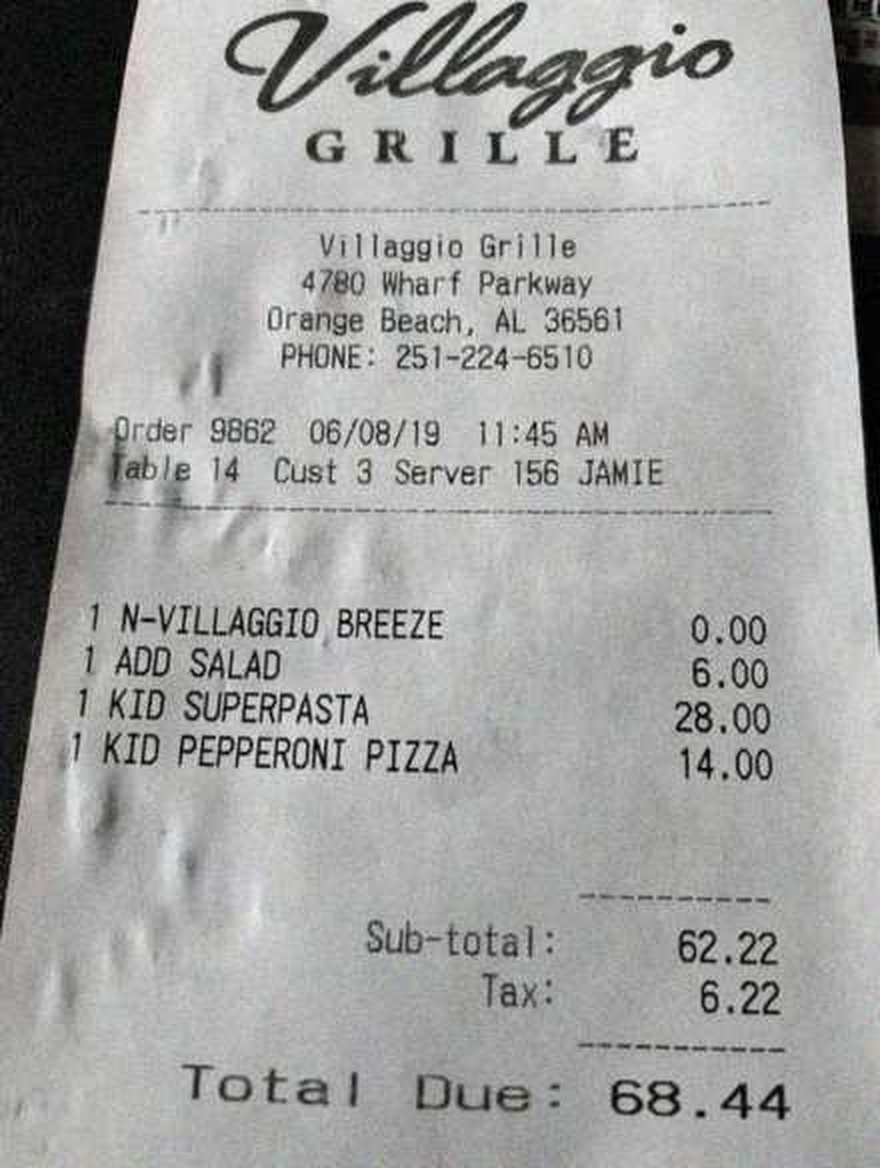 Villaggio
GRILLE
Villaggio Grille
4780 Wharf Parkway
Orange Beach, AL 36561
PHONE: 251-224-6510
Order 9862 06/08/19 11:45 AM
Table 14 Cust 3 Server 156 JAMIE
1 N-VILLAGGIO BREEZE 0.00
1 ADD SALAD 6.00
1 KID SUPERPASTA 28.00
1 KID PEPPERONI PIZZA 14.00
Sub-total: 62.22
Tax: 6.22
Total Due: 68.44